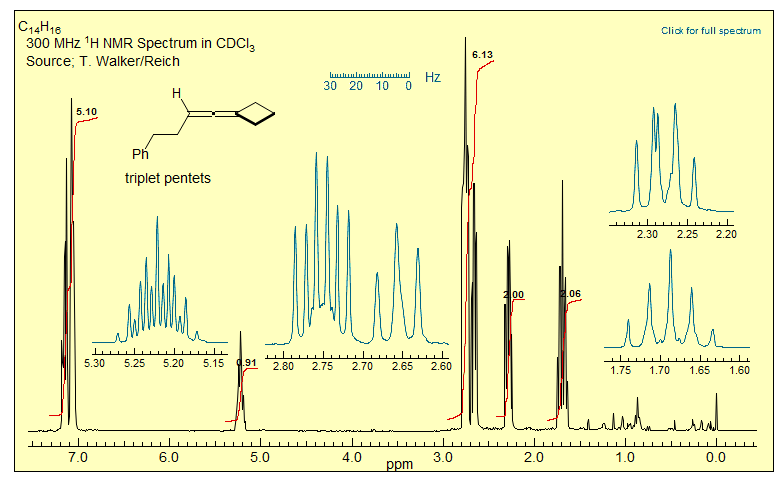 C14H16
300 MHz 1H NMR Spectrum in CDCl3
Source; T. Walker/Reich
Click for full spectrum
30 20 10 0 Hz
H
Ph
triplet pentets
5.10
6.13
0.91
2.00
2.06
5.30 5.25 5.20 5.15
2.80 2.75 2.70 2.65 2.60
2.30 2.25 2.20
1.75 1.70 1.65 1.60
7.0 6.0 5.0 4.0 3.0 2.0 1.0 0.0
ppm